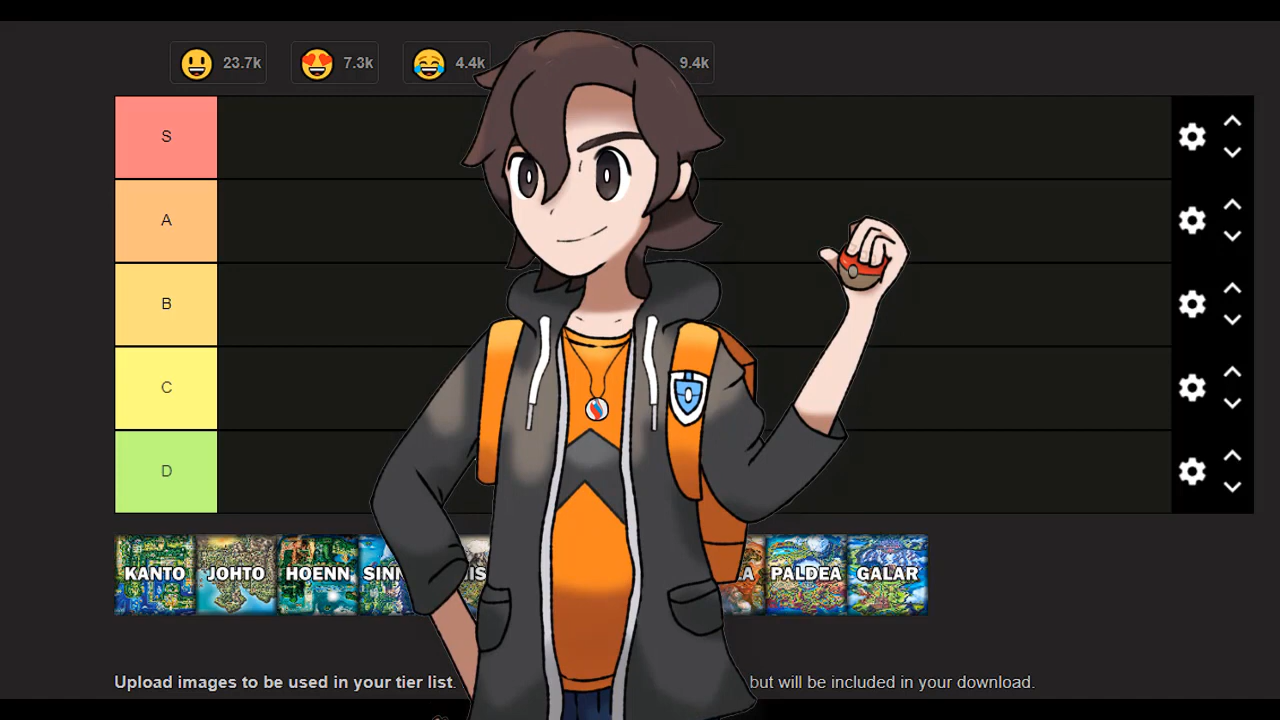 23.7k 7.3k 4.4k 9.4k
S
A
B
C
D
KANTO JOHTO HOENN PALDEA GALAR
Upload images to be used in your tier list. but will be included in your download.